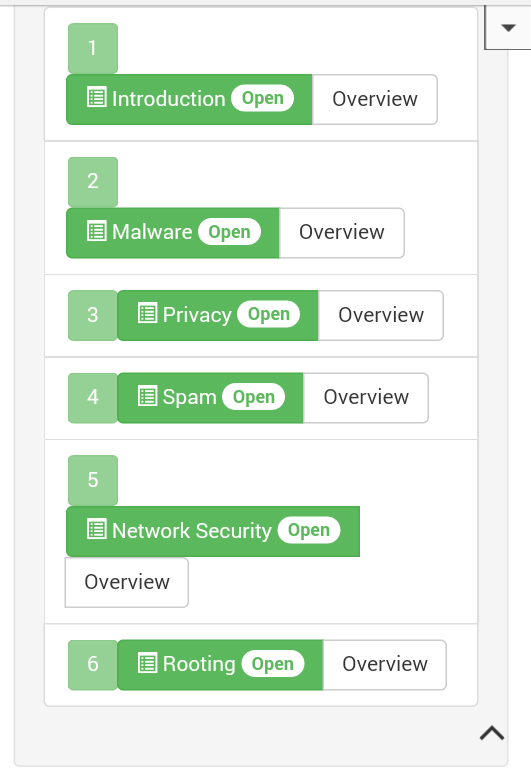 1
Introduction Open Overview
2
Malware Open Overview
3 Privacy Open Overview
4 Spam Open Overview
5
Network Security Open
Overview
6 Rooting Open Overview